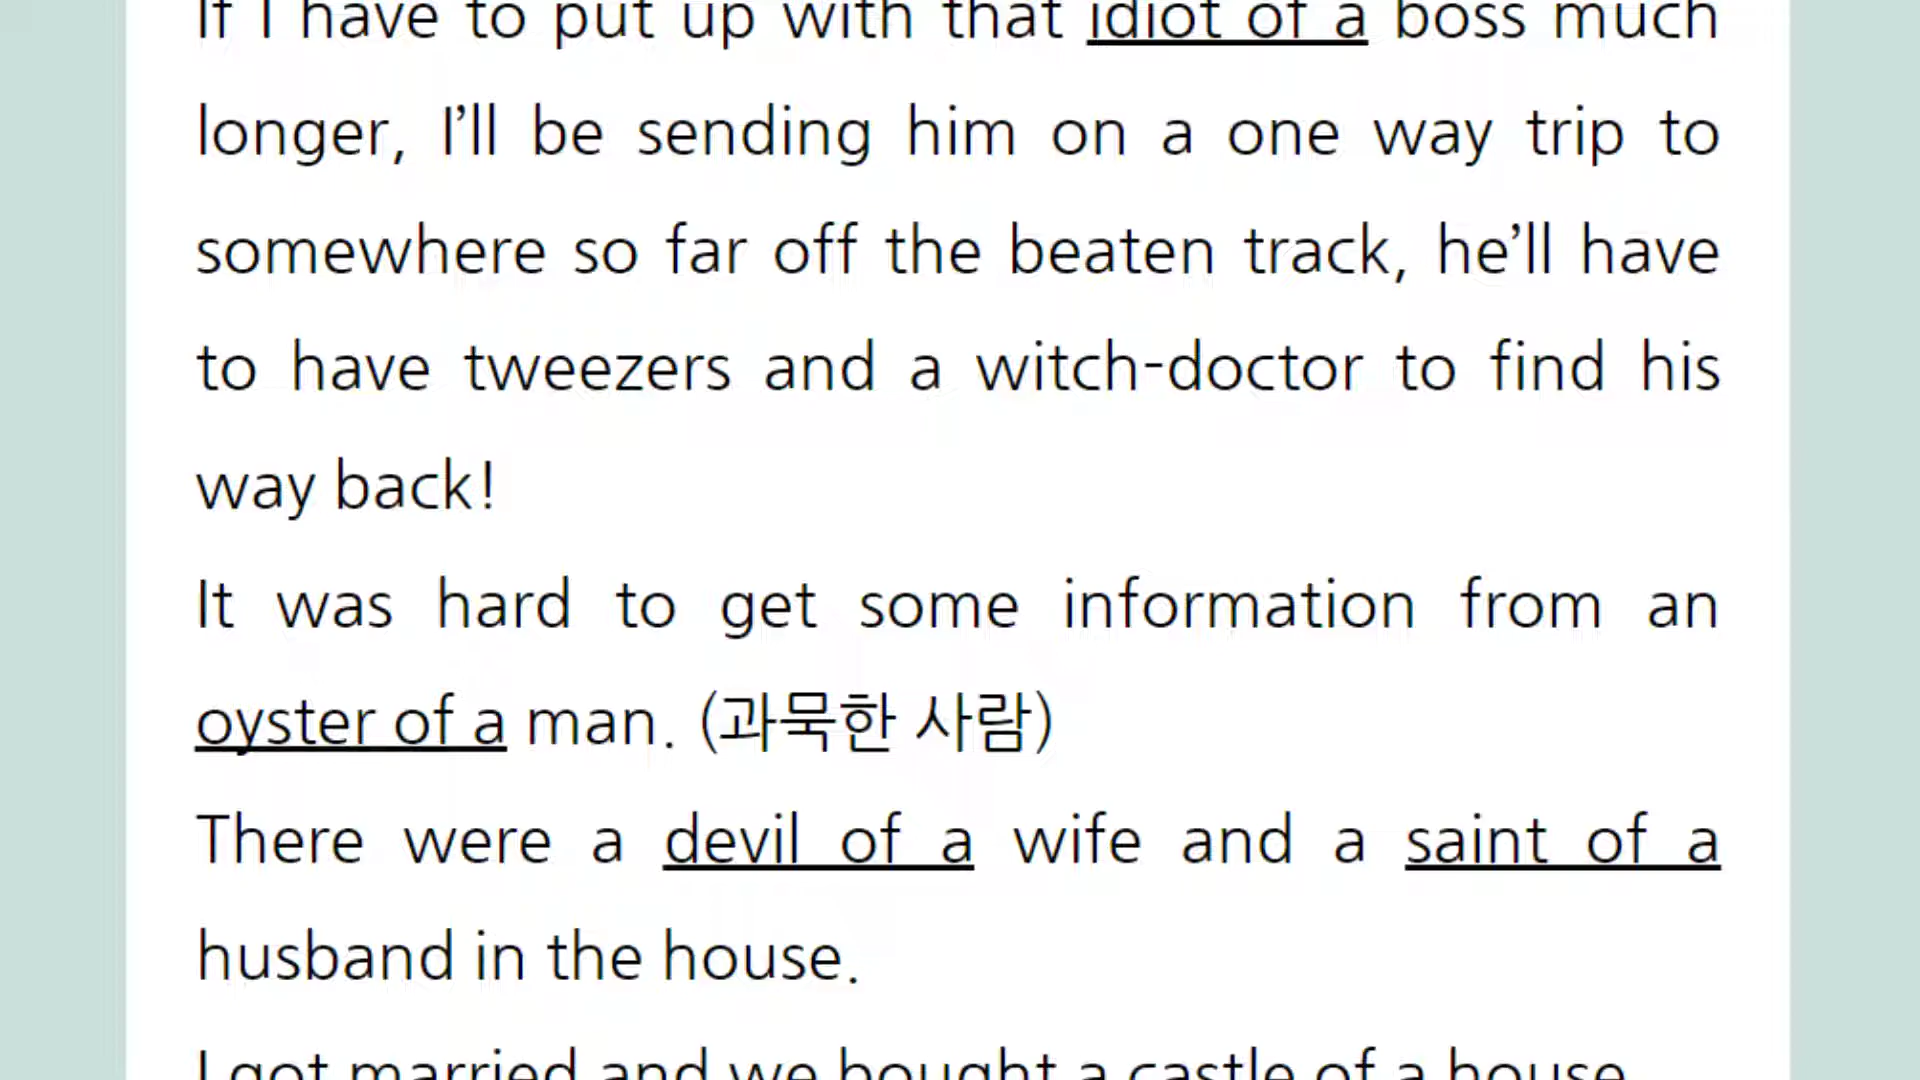 If I have to put up with that idiot of a boss much
longer, I’ll be sending him on a one way trip to
somewhere so far off the beaten track, he’ll have
to have tweezers and a witch-doctor to find his
way back!
It was hard to get some information from an
oyster of a man. (과묵한 사람)
There were a devil of a wife and a saint of a
husband in the house.
I got married and we bought a castle of a house.